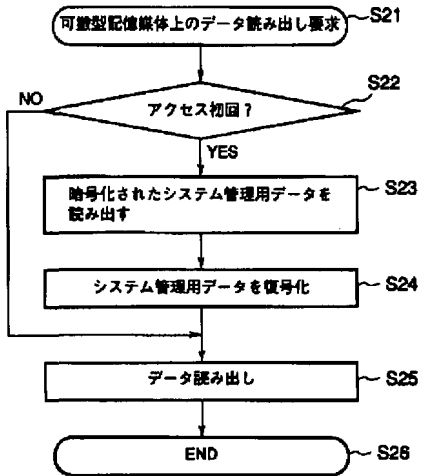 可搬型記憶媒体上のデータ読み出し要求
S21
アクセス初回？
S22
NO
YES
暗号化されたシステム管理用データを
読み出す
S23
システム管理用データを復号化
S24
データ読み出し
S25
END
S26